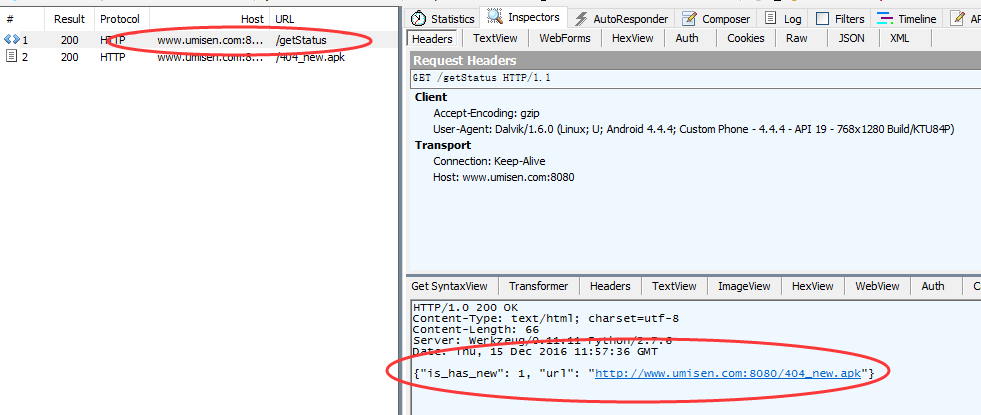 # Result Protocol Host URL
1 200 HTTP www.umisen.com:8... /getStatus
2 200 HTTP www.umisen.com:8... /404_new.apk
Statistics Inspectors AutoResponder Composer Log Filters Timeline
Headers TextView WebForms HexView Auth Cookies Raw JSON XML
Request Headers
GET /getStatus HTTP/1.1
Client
Accept-Encoding: gzip
User-Agent: Dalvik/1.6.0 (Linux; U; Android 4.4.4; Custom Phone - 4.4.4 - API 19 - 768x1280 Build/KTU84P)
Transport
Connection: Keep-Alive
Host: www.umisen.com:8080
Get SyntaxView Transformer Headers TextView ImageView HexView WebView Auth
HTTP/1.0 200 OK
Content-Type: text/html; charset=utf-8
Content-Length: 66
Server: Werkzeug/0.11.11 Python/2.7.6
Date: Thu, 15 Dec 2016 11:57:36 GMT
{"is_has_new": 1, "url": "http://www.umisen.com:8080/404_new.apk"}